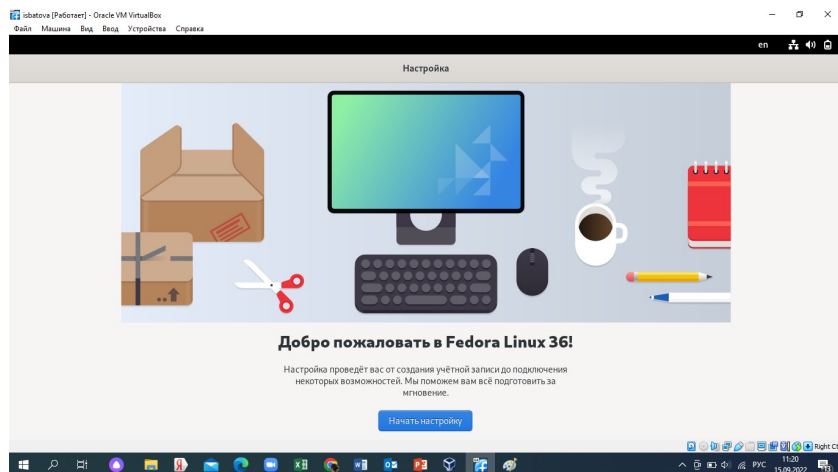 isbatova [Работает] - Oracle VM VirtualBox
Файл Машина Вид Ввод Устройства Справка
en
Настройка
Добро пожаловать в Fedora Linux 36!
Настройка проведёт вас от создания учётной записи до подключения
некоторых возможностей. Мы поможем вам всё подготовить за
мгновение.
Начать настройку
Right Ct
РУС
11:20
15.09.2022